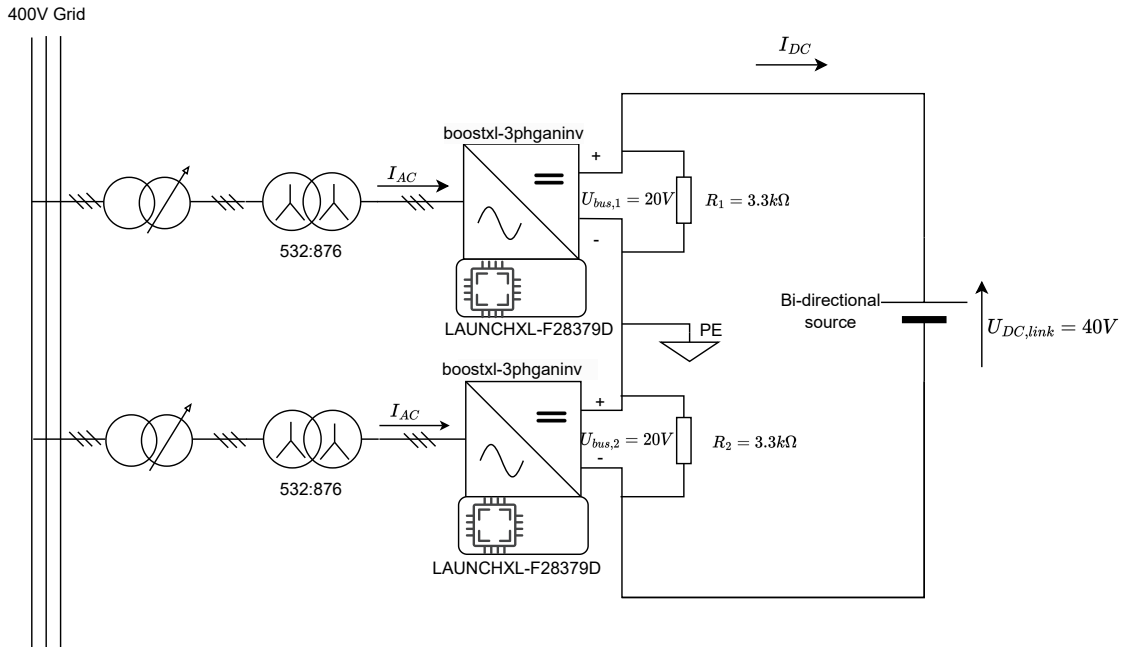 400V Grid
I_DC
boostxl-3phganinv
I_AC
+
U_bus,1 = 20V
R_1 = 3.3kΩ
-
532:876
LAUNCHXL-F28379D
Bi-directional
source
U_DC,link = 40V
PE
boostxl-3phganinv
I_AC
+
U_bus,2 = 20V
R_2 = 3.3kΩ
-
532:876
LAUNCHXL-F28379D